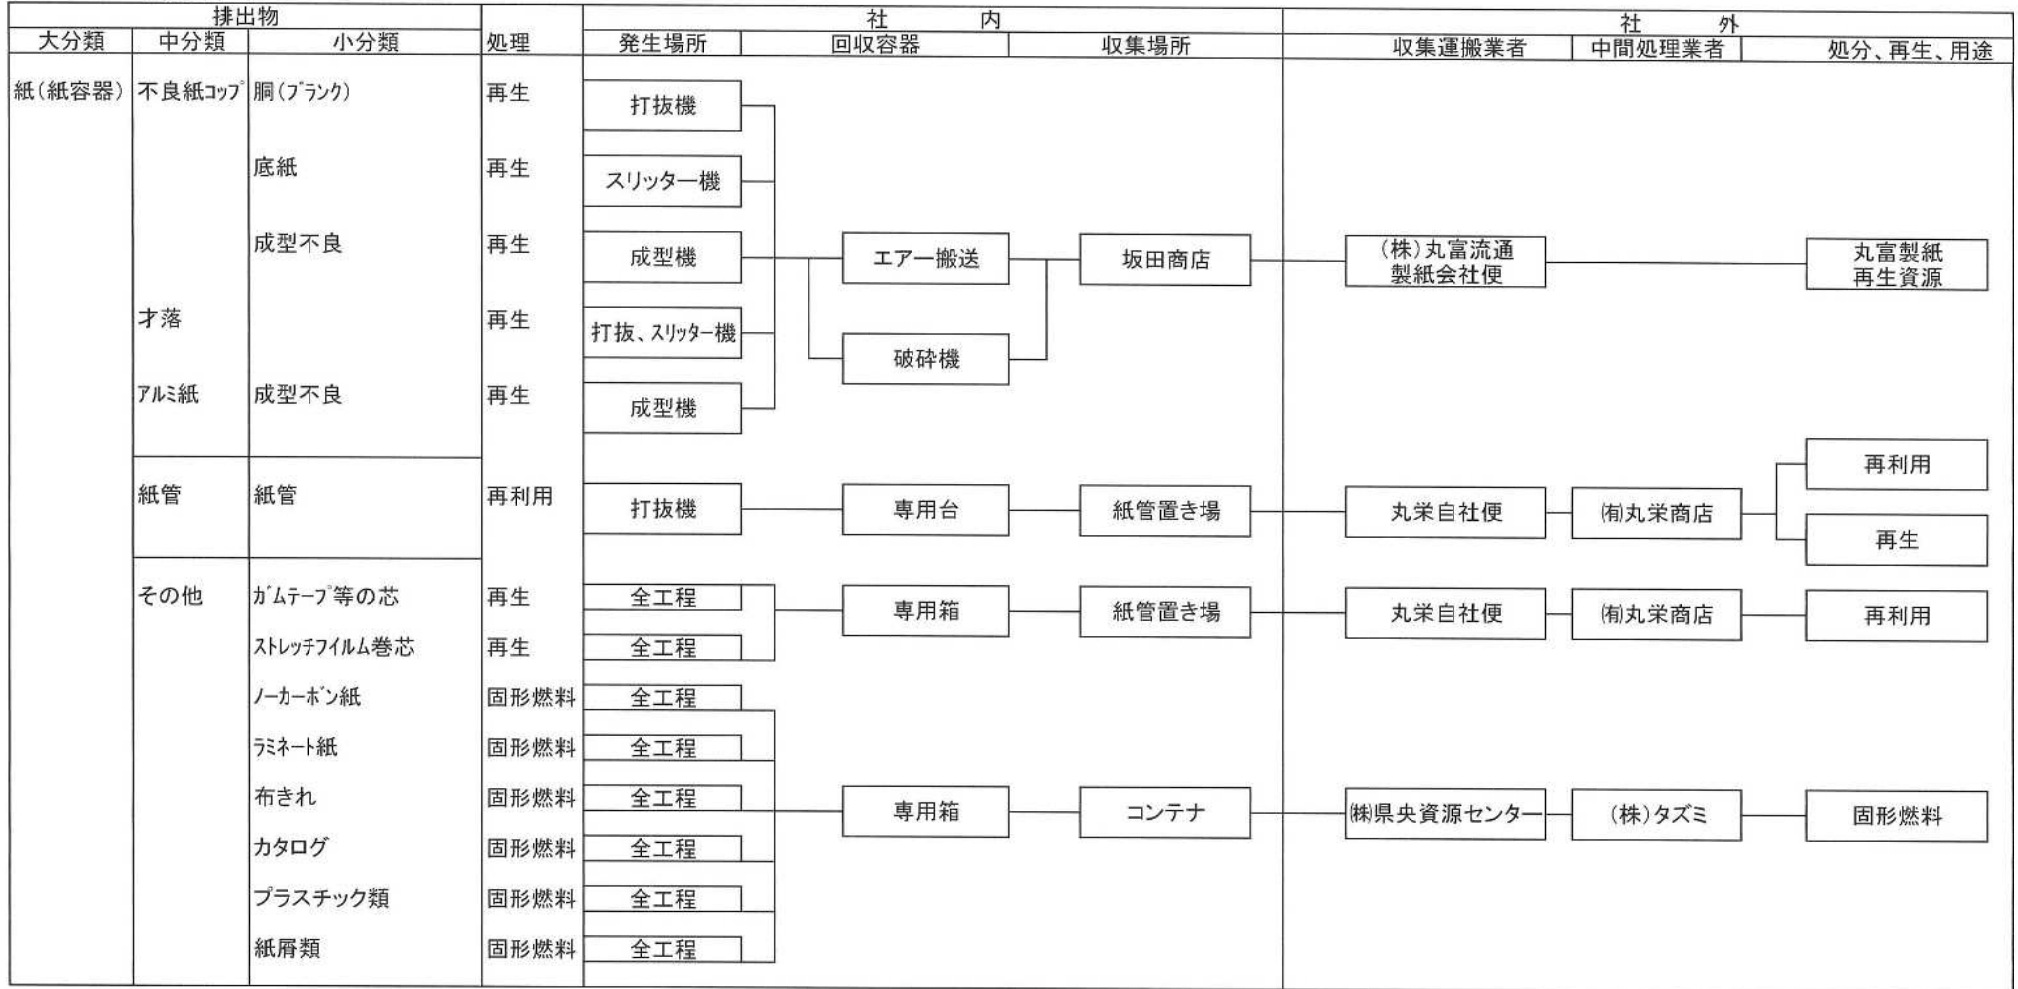 排出物
社 内
社 外
大分類 中分類 小分類 処理 発生場所 回収容器 収集場所 収集運搬業者 中間処理業者 処分、再生、用途
紙(紙容器) 不良紙コップ 胴(ブランク) 再生 打抜機
底紙 再生 スリッター機
成型不良 再生 成型機 エアー搬送 坂田商店 (株)丸富流通 丸富製紙
製紙会社便 再生資源
才落 再生 打抜、スリッター機
破砕機
アルミ紙 成型不良 再生 成型機
再利用
紙管 紙管 再利用 打抜機 専用台 紙管置き場 丸栄自社便 ㈲丸栄商店
再生
その他 ガムテープ等の芯 再生 全工程 専用箱 紙管置き場 丸栄自社便 ㈲丸栄商店 再利用
ストレッチフイルム巻芯 再生 全工程
ノーカーボン紙 固形燃料 全工程
ラミネート紙 固形燃料 全工程
布きれ 固形燃料 全工程 専用箱 コンテナ ㈱県央資源センター (株)タズミ 固形燃料
カタログ 固形燃料 全工程
プラスチック類 固形燃料 全工程
紙屑類 固形燃料 全工程